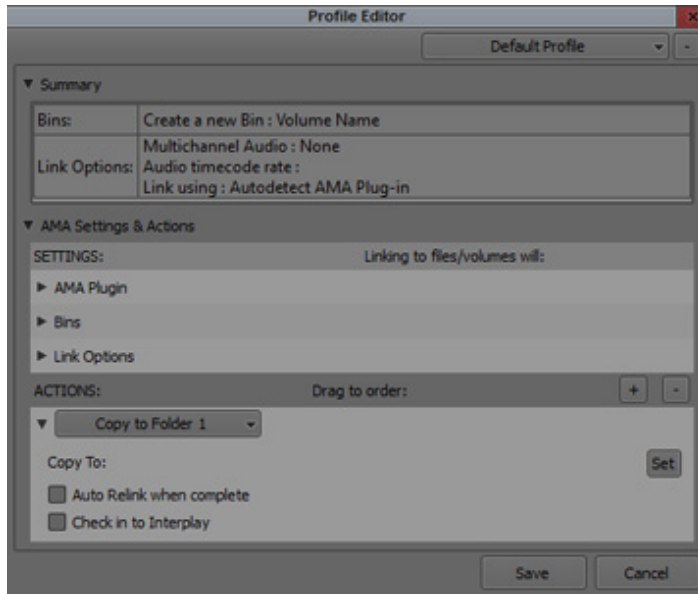 Profile Editor
Default Profile
Summary
Bins: Create a new Bin : Volume Name
Multichannel Audio : None
Link Options: Audio timecode rate :
Link using : Autodetect AMA Plug-in
AMA Settings & Actions
SETTINGS: Linking to files/volumes will:
AMA Plugin
Bins
Link Options
ACTIONS: Drag to order: + -
Copy to Folder 1
Copy To: Set
Auto Relink when complete
Check in to Interplay
Save Cancel